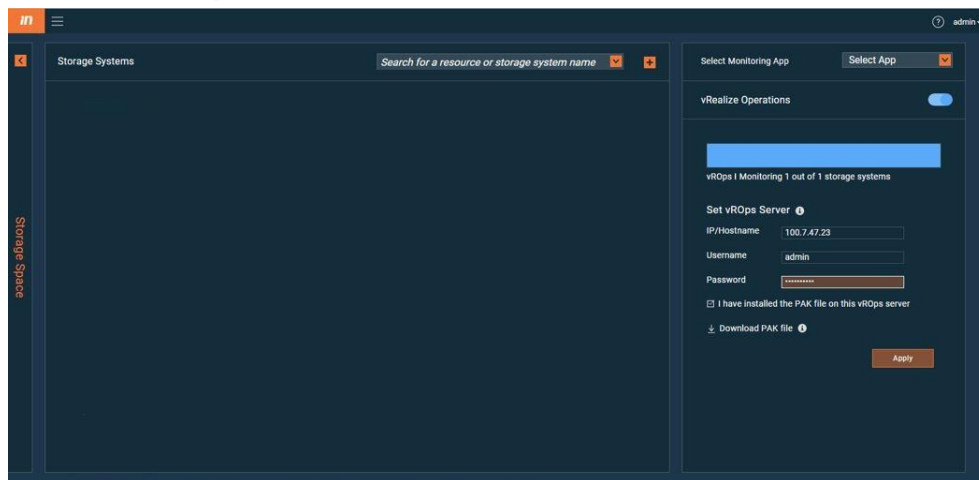 in
admin
Storage Systems
Search for a resource or storage system name
Select Monitoring App
Select App
vRealize Operations
vROps I Monitoring 1 out of 1 storage systems
Set vROps Server
IP/Hostname
100.7.47.23
Username
admin
Password
**********
I have installed the PAK file on this vROps server
Download PAK file
Apply
Storage Space